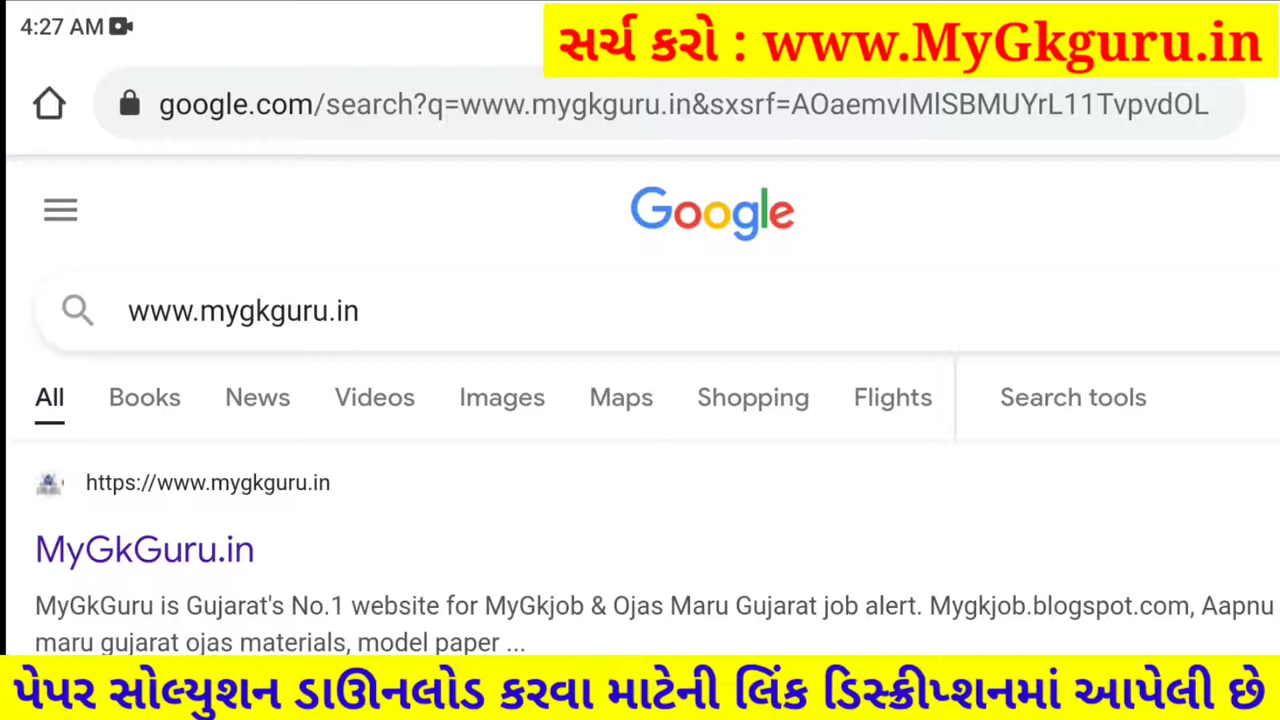 4:27 AM
સર્ચ કરો : www.MyGkguru.in
google.com/search?q=www.mygkguru.in&sxsrf=AOaemvIMlSBMUYrL11TvpvdOL
Google
www.mygkguru.in
All Books News Videos Images Maps Shopping Flights Search tools
https://www.mygkguru.in
MyGkGuru.in
MyGkGuru is Gujarat's No.1 website for MyGkjob & Ojas Maru Gujarat job alert. Mygkjob.blogspot.com, Aapnu
maru gujarat ojas materials, model paper ...
પેપર સોલ્યુશન ડાઊનલોડ કરવા માટેની લિંક ડિસ્ક્રીપ્શનમાં આપેલી છે